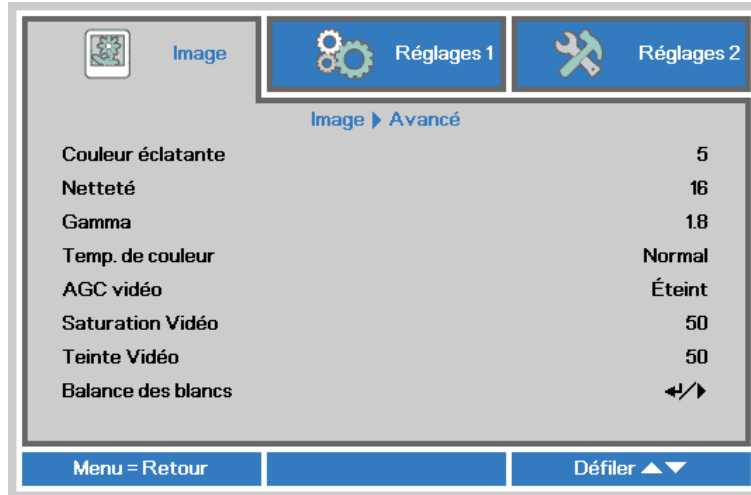 Image
Réglages 1
Réglages 2
Image ▶ Avancé
Couleur éclatante 5
Netteté 16
Gamma 1.8
Temp. de couleur Normal
AGC vidéo Éteint
Saturation Vidéo 50
Teinte Vidéo 50
Balance des blancs ↵/▶
Menu = Retour
Défiler ▲▼